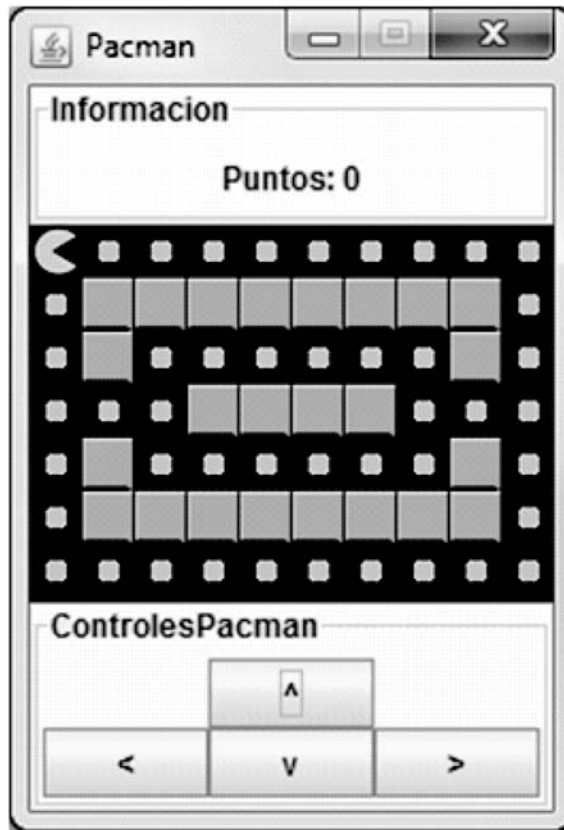 Pacman
Informacion
Puntos: 0
ControlesPacman
^
< v >